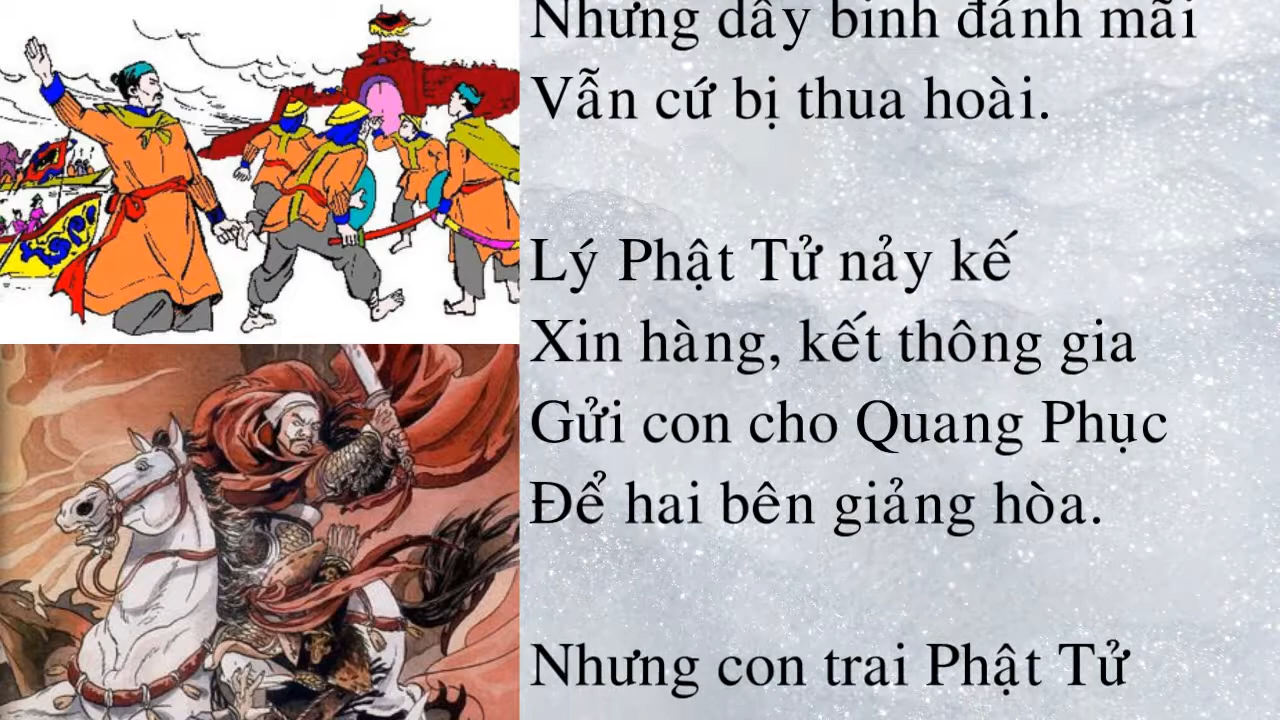 Nhưng dấy binh đánh mãi
Vẫn cứ bị thua hoài.
Lý Phật Tử nảy kế
Xin hàng, kết thông gia
Gửi con cho Quang Phục
Để hai bên giảng hòa.
Nhưng con trai Phật Tử